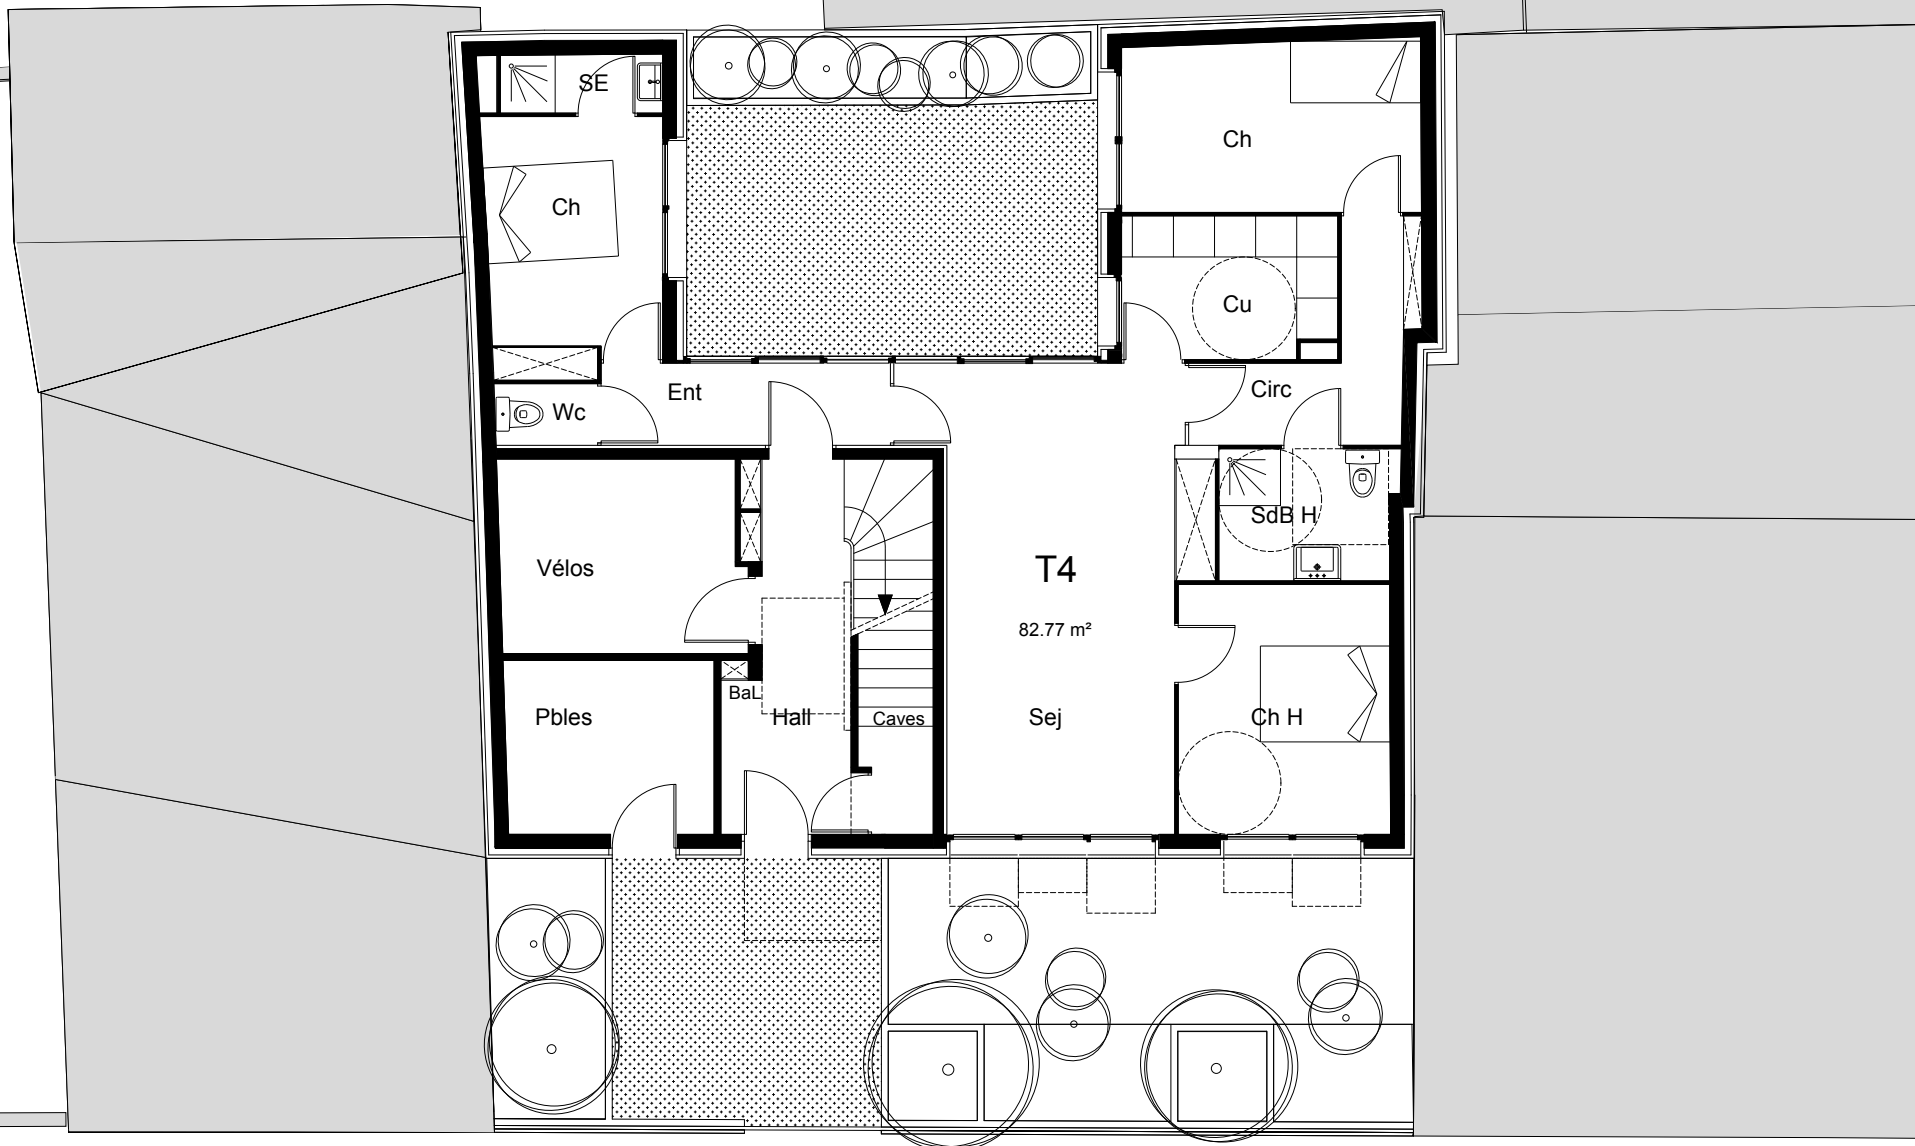 SE
Ch
Ch
Cu
Ent
Circ
Wc
SdB H
Vélos
T4
82.77 m²
BaL
Pbles
Hall
Caves
Sej
Ch H